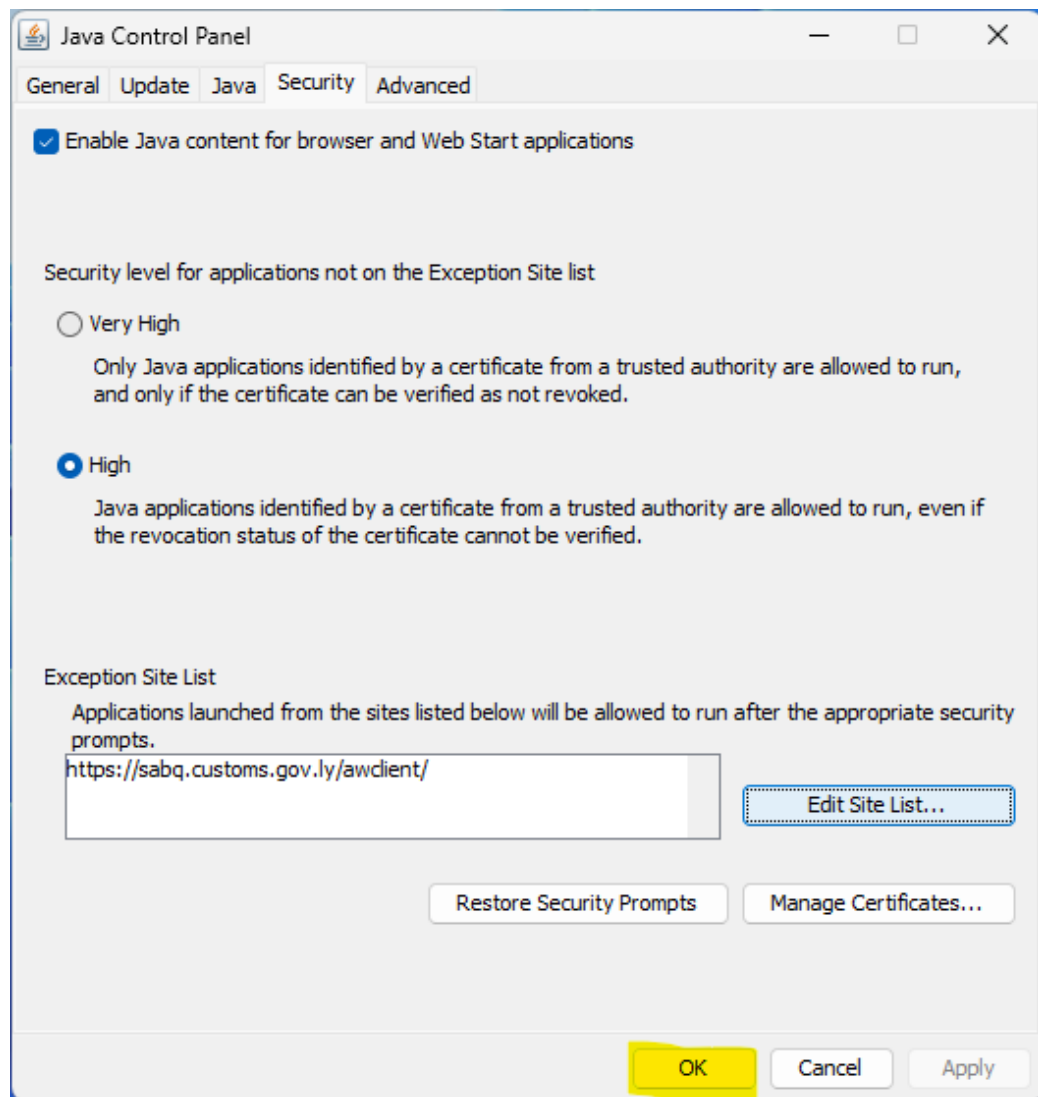 Java Control Panel
General Update Java Security Advanced
Enable Java content for browser and Web Start applications
Security level for applications not on the Exception Site list
Very High
Only Java applications identified by a certificate from a trusted authority are allowed to run,
and only if the certificate can be verified as not revoked.
High
Java applications identified by a certificate from a trusted authority are allowed to run, even if
the revocation status of the certificate cannot be verified.
Exception Site List
Applications launched from the sites listed below will be allowed to run after the appropriate security
prompts.
https://sabq.customs.gov.ly/awclient/
Edit Site List...
Restore Security Prompts Manage Certificates...
OK Cancel Apply